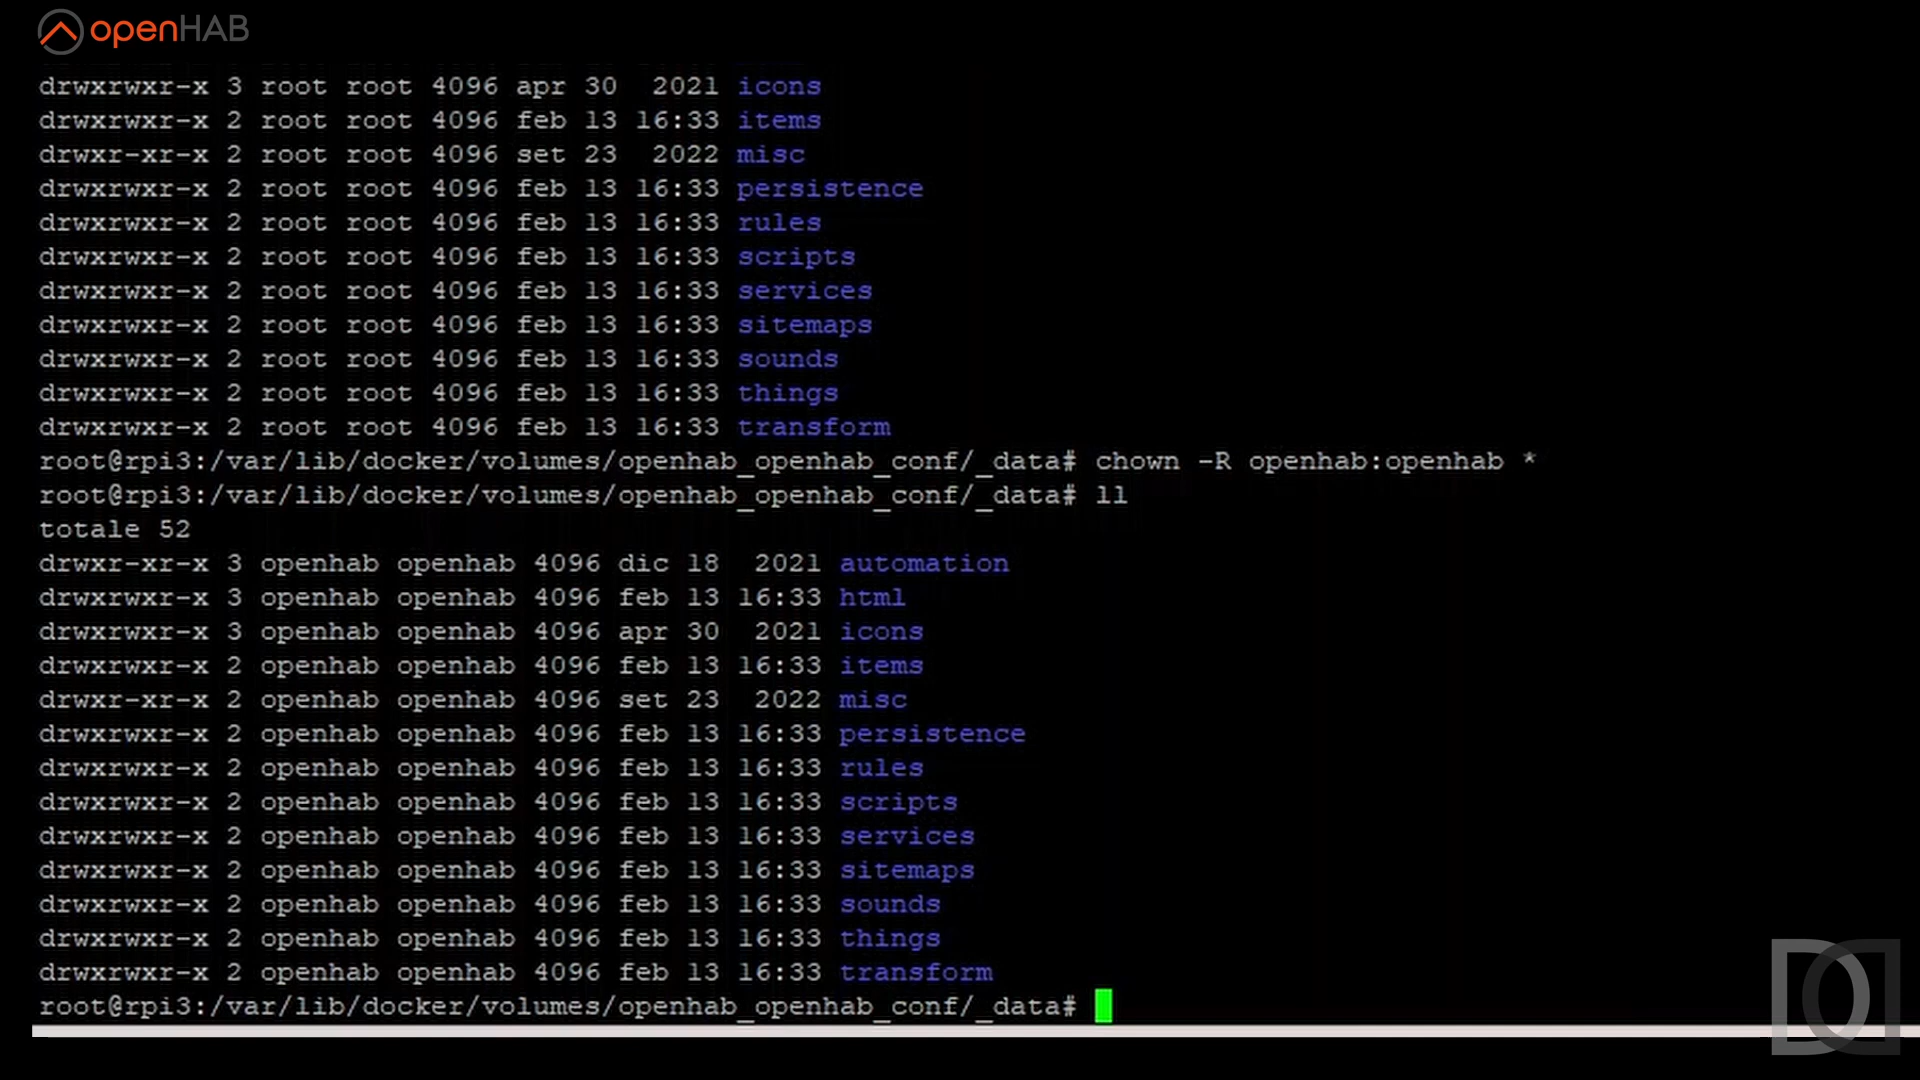 openHAB
drwxrwxr-x 3 root root 4096 apr 30  2021 icons
drwxrwxr-x 2 root root 4096 feb 13 16:33 items
drwxr-xr-x 2 root root 4096 set 23  2022 misc
drwxrwxr-x 2 root root 4096 feb 13 16:33 persistence
drwxrwxr-x 2 root root 4096 feb 13 16:33 rules
drwxrwxr-x 2 root root 4096 feb 13 16:33 scripts
drwxrwxr-x 2 root root 4096 feb 13 16:33 services
drwxrwxr-x 2 root root 4096 feb 13 16:33 sitemaps
drwxrwxr-x 2 root root 4096 feb 13 16:33 sounds
drwxrwxr-x 2 root root 4096 feb 13 16:33 things
drwxrwxr-x 2 root root 4096 feb 13 16:33 transform
root@rpi3:/var/lib/docker/volumes/openhab_openhab_conf/_data# chown -R openhab:openhab *
root@rpi3:/var/lib/docker/volumes/openhab_openhab_conf/_data# ll
totale 52
drwxr-xr-x 3 openhab openhab 4096 dic 18  2021 automation
drwxrwxr-x 3 openhab openhab 4096 feb 13 16:33 html
drwxrwxr-x 3 openhab openhab 4096 apr 30  2021 icons
drwxrwxr-x 2 openhab openhab 4096 feb 13 16:33 items
drwxr-xr-x 2 openhab openhab 4096 set 23  2022 misc
drwxrwxr-x 2 openhab openhab 4096 feb 13 16:33 persistence
drwxrwxr-x 2 openhab openhab 4096 feb 13 16:33 rules
drwxrwxr-x 2 openhab openhab 4096 feb 13 16:33 scripts
drwxrwxr-x 2 openhab openhab 4096 feb 13 16:33 services
drwxrwxr-x 2 openhab openhab 4096 feb 13 16:33 sitemaps
drwxrwxr-x 2 openhab openhab 4096 feb 13 16:33 sounds
drwxrwxr-x 2 openhab openhab 4096 feb 13 16:33 things
drwxrwxr-x 2 openhab openhab 4096 feb 13 16:33 transform
root@rpi3:/var/lib/docker/volumes/openhab_openhab_conf/_data#